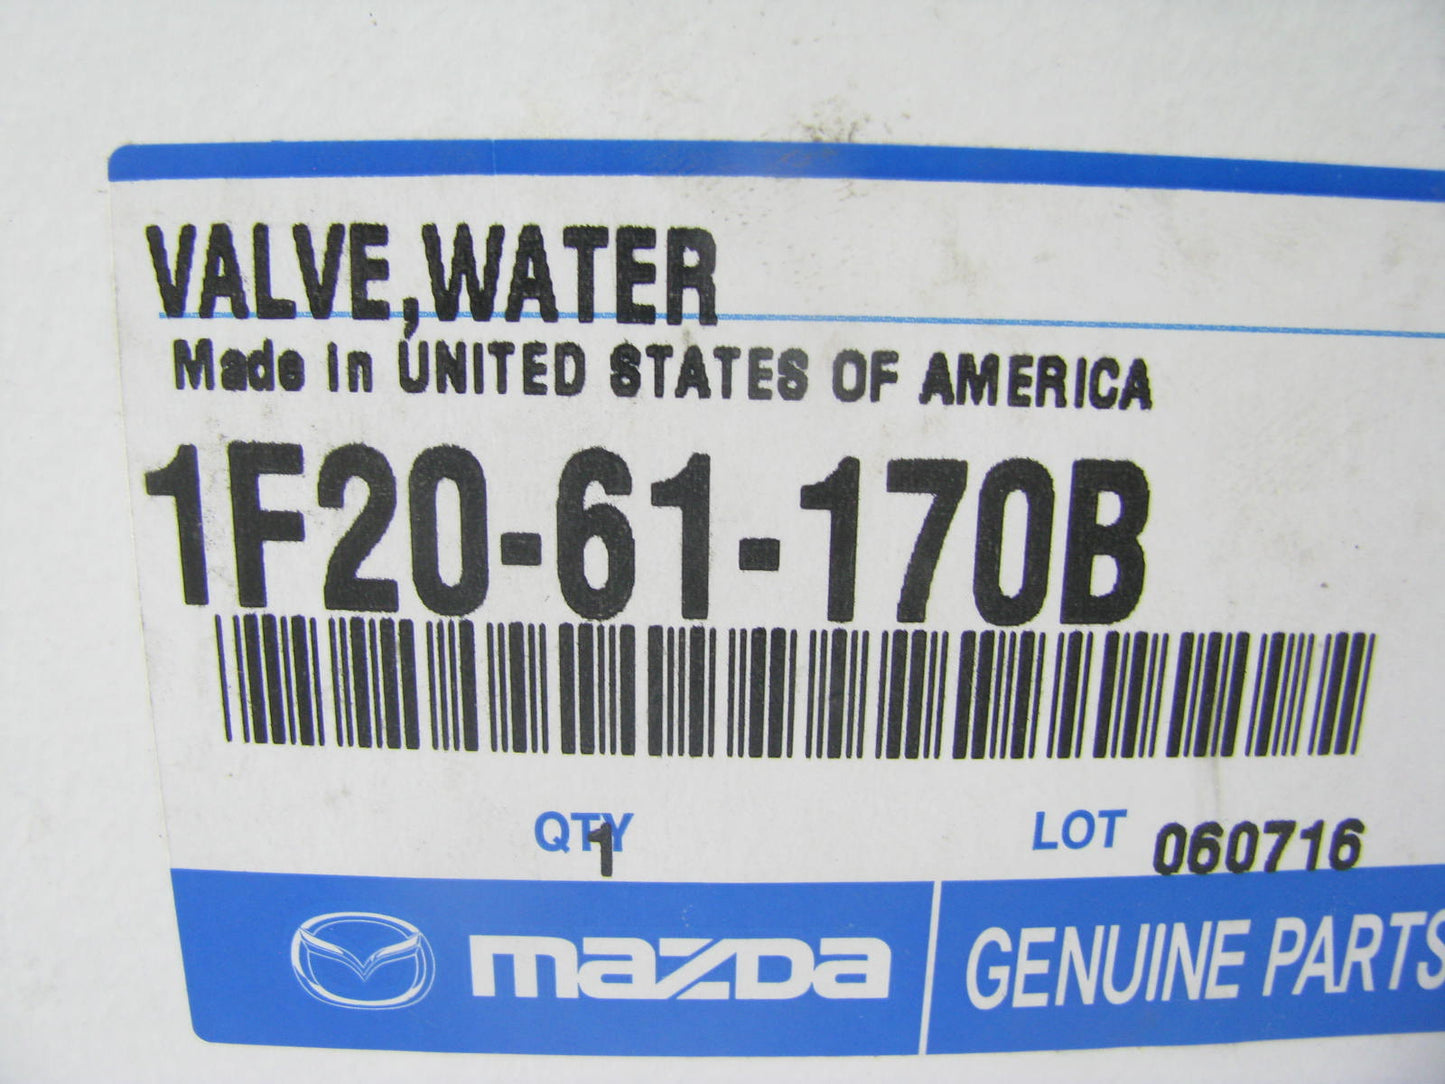 VALVE,WATER
Made in UNITED STATES OF AMERICA
1F20-61-170B
QTY 1 LOT 060716
mazda GENUINE PARTS